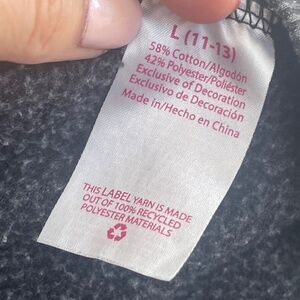 L (11-13)
58% Cotton/Algodón
42% Polyester/Poliéster
Exclusive of Decoration
Exclusivo de Decoración
Made in/Hecho en China
THIS LABEL YARN IS MADE
OUT OF 100% RECYCLED
POLYESTER MATERIALS